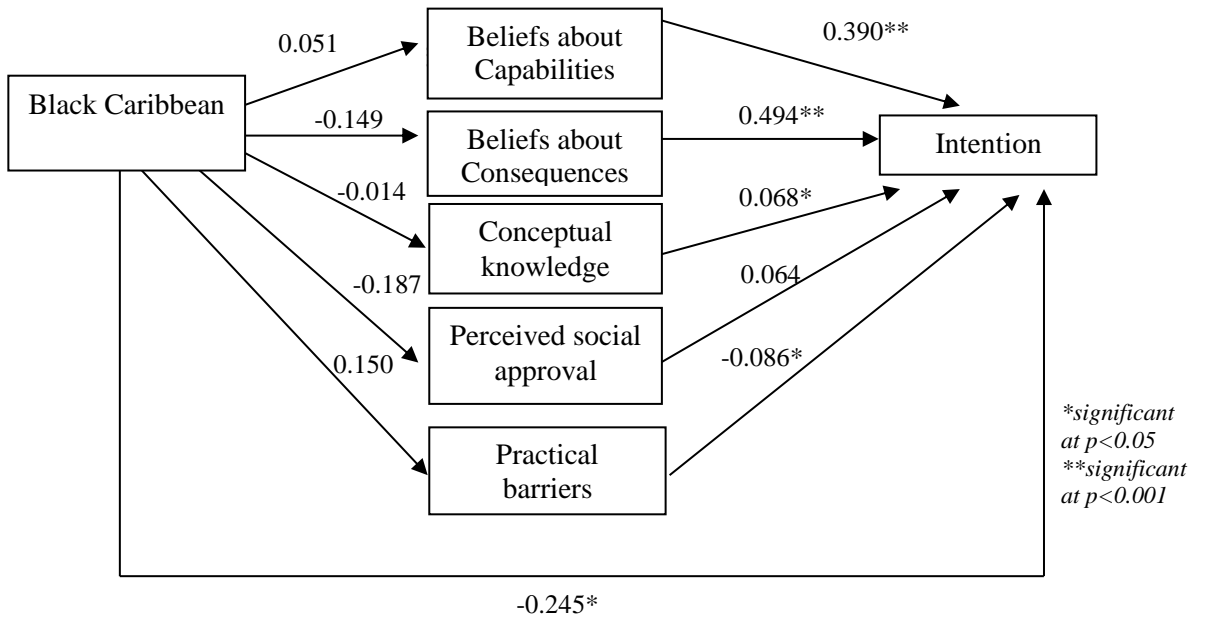 Beliefs about
Capabilities
0.390**
0.051
Black Caribbean
-0.149
Beliefs about
Consequences
0.494**
Intention
-0.014
Conceptual
knowledge
0.068*
-0.187
Perceived social
approval
0.064
0.150
-0.086*
Practical
barriers
*significant
at p<0.05
**significant
at p<0.001
-0.245*